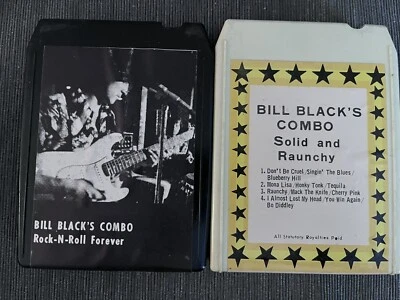 BILL BLACK'S COMBO
Rock-N-Roll Forever
BILL BLACK'S
COMBO
Solid and
Raunchy
1. Don't Be Cruel/Singin' The Blues/
Blueberry Hill
2. Mona Lisa/Honky Tonk/Tequila
3. Raunchy/Mack The Knife/Cherry Pink
4. I Almost Lost My Head/You Win Again/
Bo Diddley
All Statutory Royalties Paid